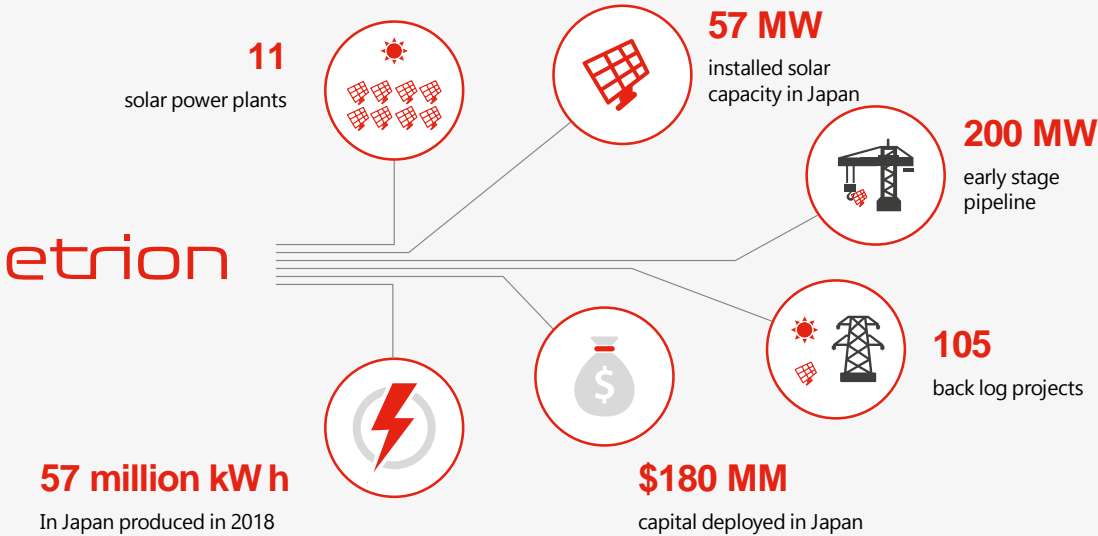 11
solar power plants
57 MW
installed solar
capacity in Japan
200 MW
early stage
pipeline
etrion
105
back log projects
$
57 million kWh
In Japan produced in 2018
$180 MM
capital deployed in Japan